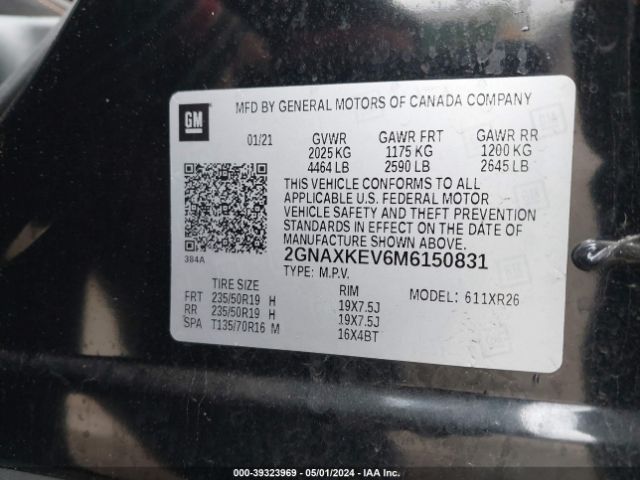 GM
MFD BY GENERAL MOTORS OF CANADA COMPANY
01/21 GVWR GAWR FRT GAWR RR
2025 KG 1175 KG 1200 KG
4464 LB 2590 LB 2645 LB
THIS VEHICLE CONFORMS TO ALL
APPLICABLE U.S. FEDERAL MOTOR
VEHICLE SAFETY AND THEFT PREVENTION
STANDARDS IN EFFECT ON THE DATE OF
MANUFACTURE SHOWN ABOVE.
384A
2GNAXKEV6M6150831
TYPE: M.P.V.
TIRE SIZE RIM MODEL: 611XR26
FRT 235/50R19 H 19X7.5J
RR 235/50R19 H 19X7.5J
SPA T135/70R16 M 16X4BT
000-39323969 - 05/01/2024 - IAA Inc.